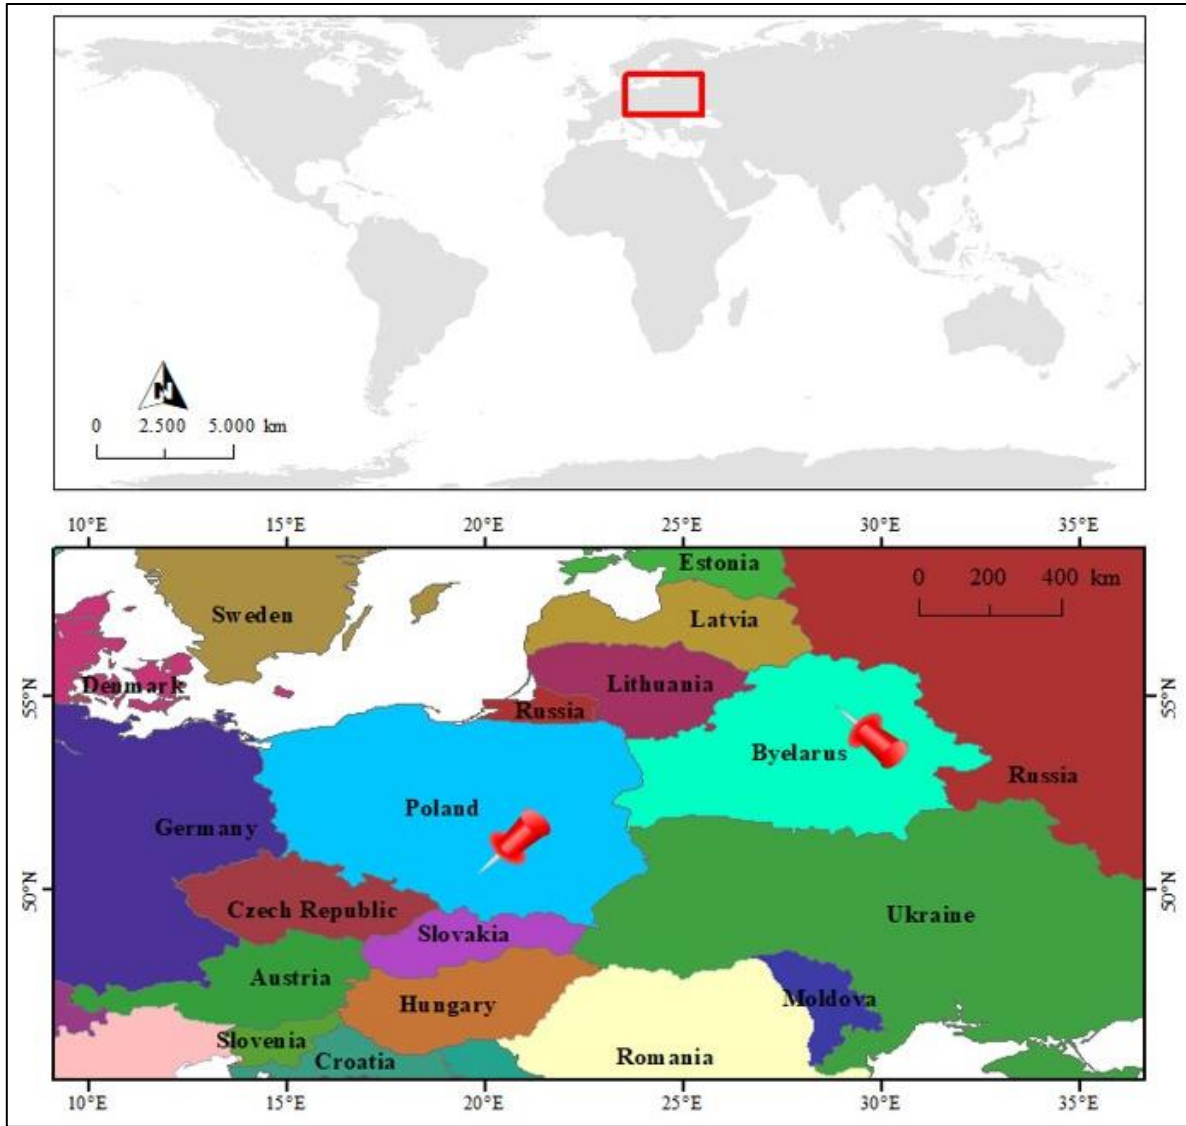 N
0 2.500 5.000 km
10°E 15°E 20°E 25°E 30°E 35°E
Estonia
0 200 400 km
Sweden
Latvia
Denmark
Lithuania
55°N
55°N
Russia
Byelarus
Russia
Poland
Germany
50°N
50°N
Czech Republic
Ukraine
Slovakia
Austria
Hungary
Moldova
Slovenia
Croatia
Romania
10°E 15°E 20°E 25°E 30°E 35°E